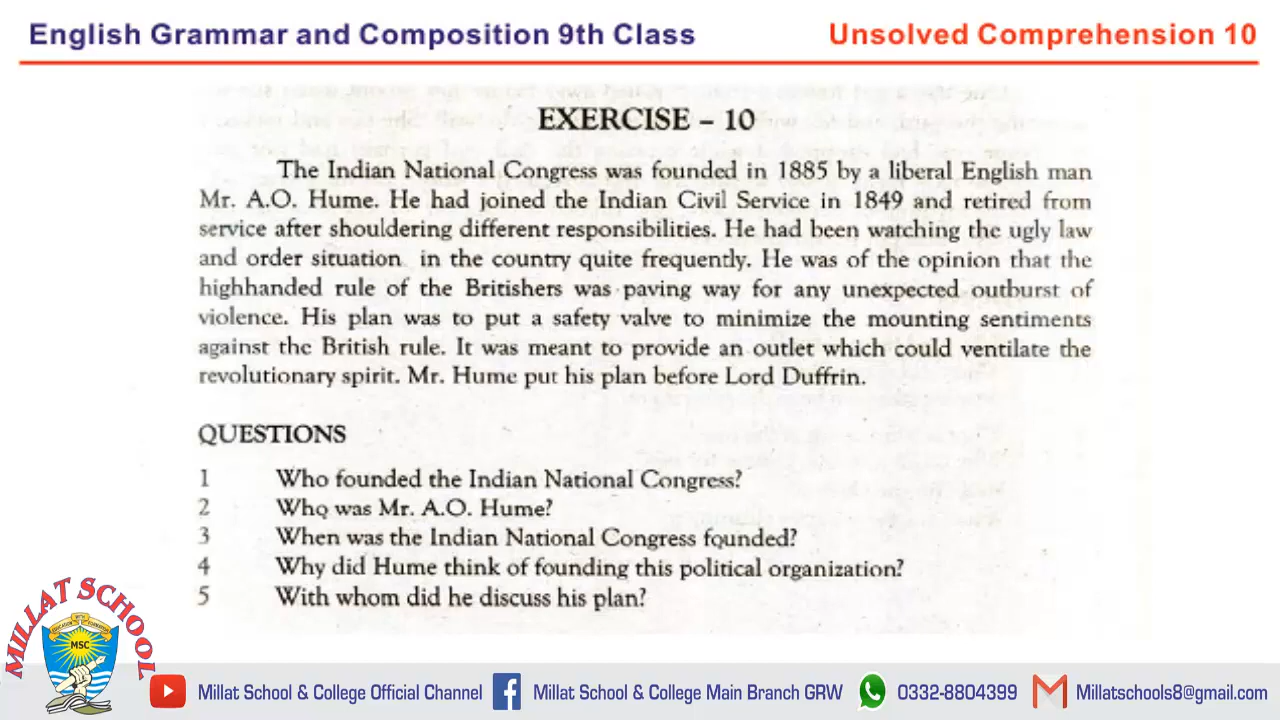 English Grammar and Composition 9th Class
Unsolved Comprehension 10
EXERCISE – 10
The Indian National Congress was founded in 1885 by a liberal English man
Mr. A.O. Hume. He had joined the Indian Civil Service in 1849 and retired from
service after shouldering different responsibilities. He had been watching the ugly law
and order situation in the country quite frequently. He was of the opinion that the
highhanded rule of the Britishers was paving way for any unexpected outburst of
violence. His plan was to put a safety valve to minimize the mounting sentiments
against the British rule. It was meant to provide an outlet which could ventilate the
revolutionary spirit. Mr. Hume put his plan before Lord Duffrin.
QUESTIONS
1 Who founded the Indian National Congress?
2 Who was Mr. A.O. Hume?
3 When was the Indian National Congress founded?
4 Why did Hume think of founding this political organization?
5 With whom did he discuss his plan?
MILLAT SCHOOL
MSC
Millat School & College Official Channel
Millat School & College Main Branch GRW
0332-8804399
Millatschools8@gmail.com